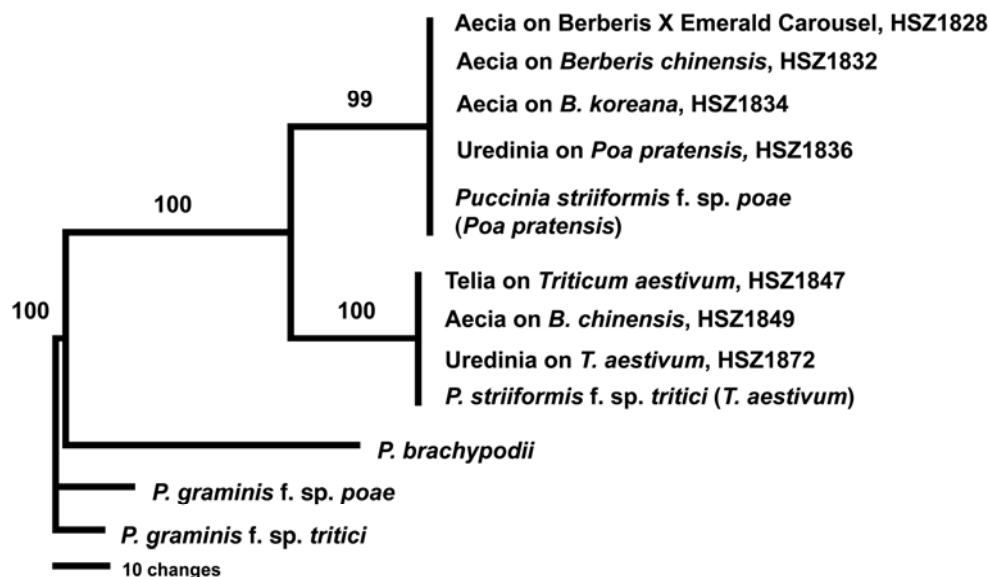 Aecia on Berberis X Emerald Carousel, HSZ1828
Aecia on Berberis chinensis, HSZ1832
99
Aecia on B. koreana, HSZ1834
Uredinia on Poa pratensis, HSZ1836
Puccinia striiformis f. sp. poae
(Poa pratensis)
100
Telia on Triticum aestivum, HSZ1847
100
100
Aecia on B. chinensis, HSZ1849
Uredinia on T. aestivum, HSZ1872
P. striiformis f. sp. tritici (T. aestivum)
P. brachypodii
P. graminis f. sp. poae
P. graminis f. sp. tritici
10 changes